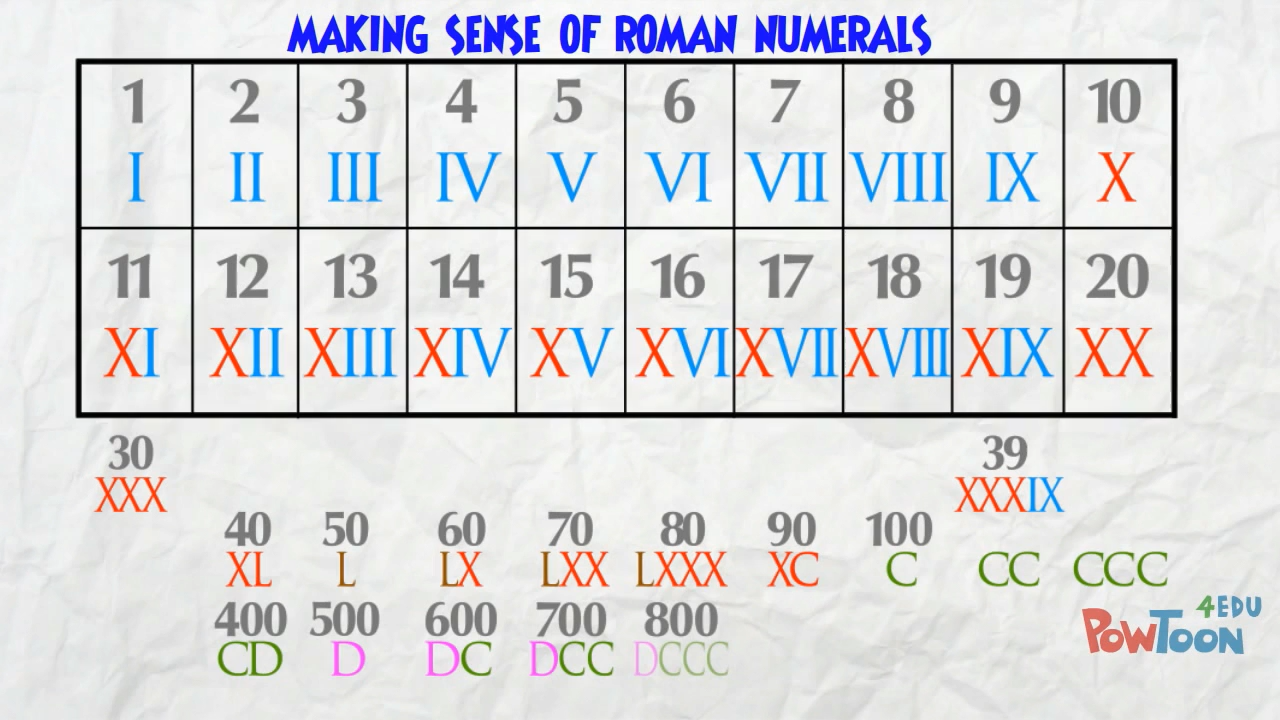 MAKING SENSE OF ROMAN NUMERALS
1 2 3 4 5 6 7 8 9 10
I II III IV V VI VII VIII IX X
11 12 13 14 15 16 17 18 19 20
XI XII XIII XIV XV XVI XVII XVIII XIX XX
30 39
XXX XXXIX
40 50 60 70 80 90 100
XL L LX LXX LXXX XC C CC CCC
400 500 600 700 800
CD D DC DCC DCCC
4EDU
POWTOON